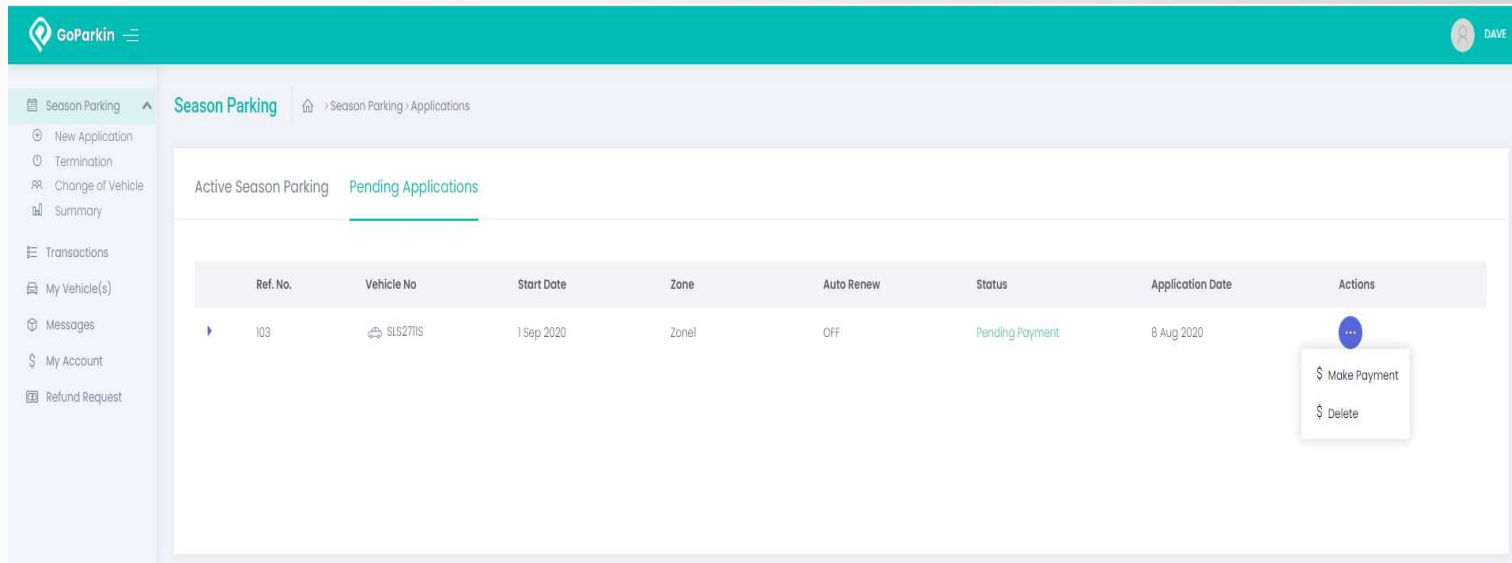 GoParkin
DAVE
Season Parking
New Application
Termination
Change of Vehicle
Summary
Transactions
My Vehicle(s)
Messages
My Account
Refund Request
Season Parking > Season Parking > Applications
Active Season Parking Pending Applications
Ref. No. Vehicle No Start Date Zone Auto Renew Status Application Date Actions
103 SLS2711S 1 Sep 2020 Zone1 OFF Pending Payment 8 Aug 2020 ...
$ Make Payment
$ Delete